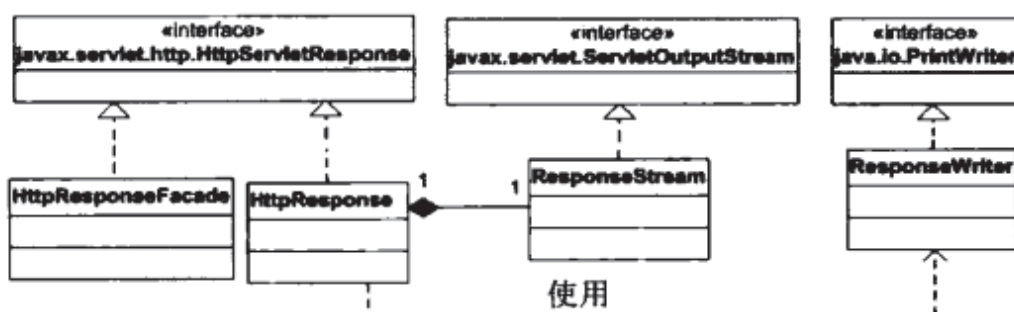 «interface»
javax.servlet.http.HttpServletResponse
«interface»
javax.servlet.ServletOutputStream
«interface»
java.io.PrintWriter
HttpResponseFacade
HttpResponse
1
1
ResponseStream
ResponseWriter
使用